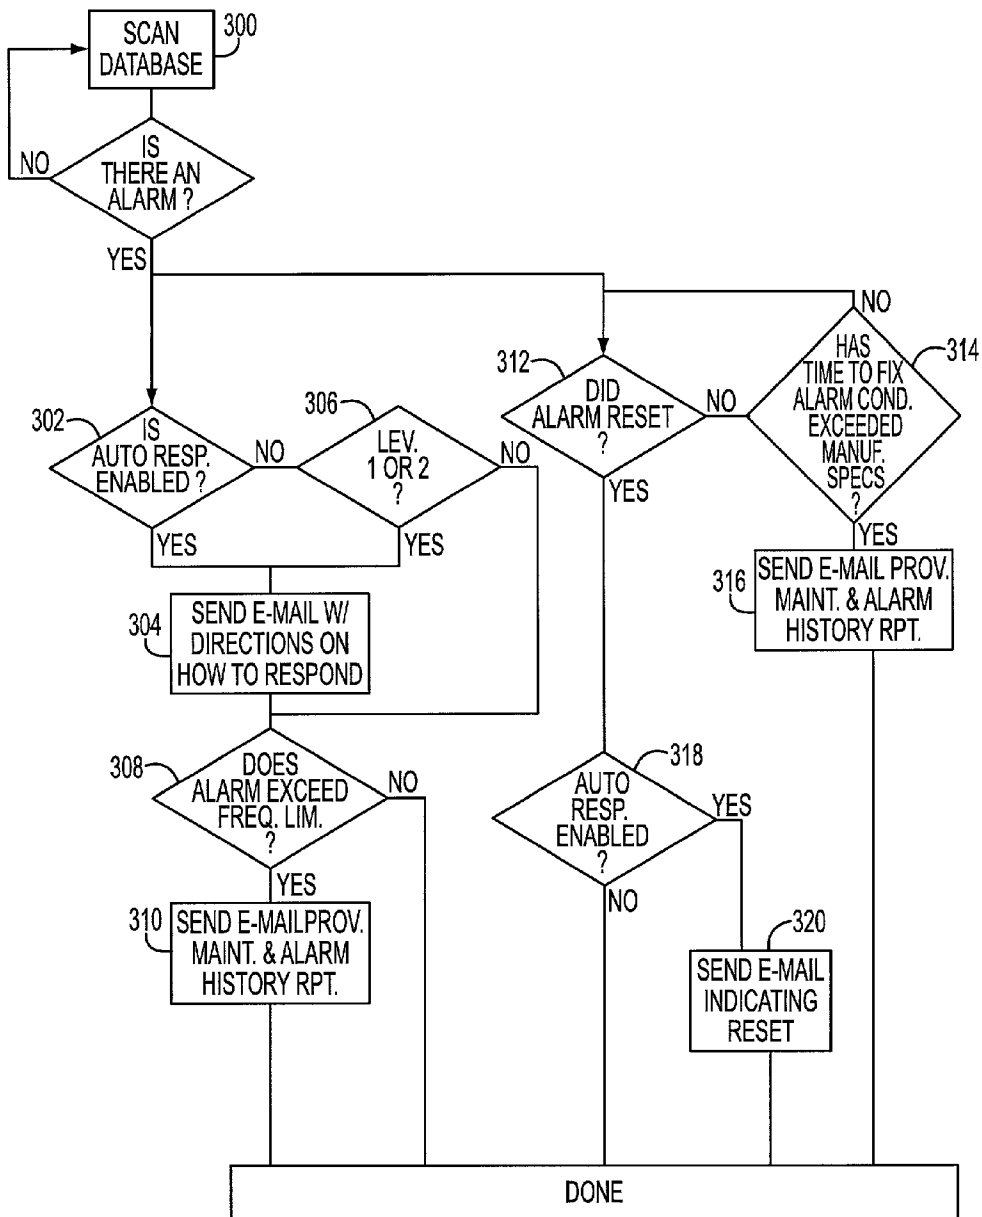 SCAN
DATABASE
300
IS
THERE AN
ALARM ?
NO
YES
302
IS
AUTO RESP.
ENABLED ?
NO
YES
306
LEV.
1 OR 2
?
NO
YES
304
SEND E-MAIL W/
DIRECTIONS ON
HOW TO RESPOND
308
DOES
ALARM EXCEED
FREQ. LIM.
?
NO
YES
310
SEND E-MAILPROV.
MAINT. & ALARM
HISTORY RPT.
312
DID
ALARM RESET
?
NO
YES
NO
314
HAS
TIME TO FIX
ALARM COND.
EXCEEDED
MANUF.
SPECS
?
YES
316
SEND E-MAIL PROV.
MAINT. & ALARM
HISTORY RPT.
318
AUTO
RESP.
ENABLED
?
YES
NO
320
SEND E-MAIL
INDICATING
RESET
DONE